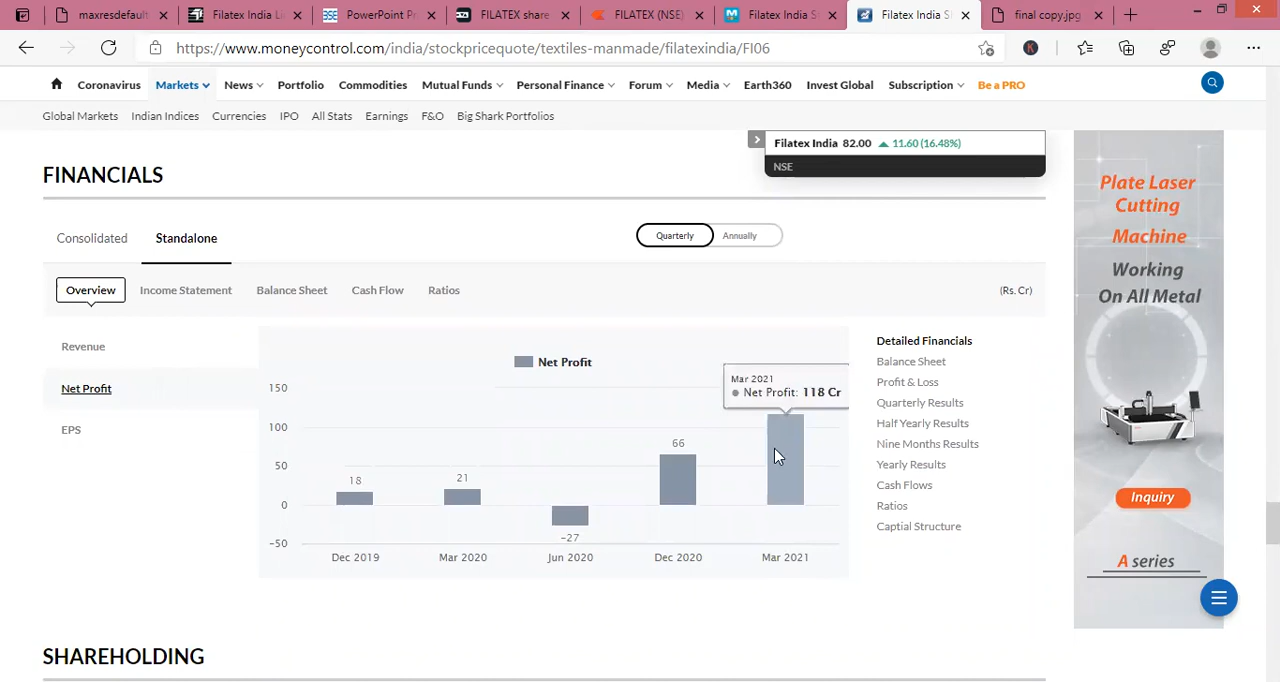 maxresdefault
Filatex India Li
PowerPoint Pr
FILATEX share
FILATEX (NSE)
Filatex India S
Filatex India S
final copy.jpg
https://www.moneycontrol.com/india/stockpricequote/textiles-manmade/filatexindia/FI06
Coronavirus Markets News Portfolio Commodities Mutual Funds Personal Finance Forum Media Earth360 Invest Global Subscription Be a PRO
Global Markets Indian Indices Currencies IPO All Stats Earnings F&O Big Shark Portfolios
Filatex India 82.00 11.60 (16.48%)
NSE
FINANCIALS
Consolidated Standalone
Quarterly Annually
Overview Income Statement Balance Sheet Cash Flow Ratios
(Rs. Cr)
Revenue
Net Profit
EPS
Net Profit
150
100
50
0
-50
18
21
-27
66
Mar 2021
Net Profit: 118 Cr
Dec 2019 Mar 2020 Jun 2020 Dec 2020 Mar 2021
Detailed Financials
Balance Sheet
Profit & Loss
Quarterly Results
Half Yearly Results
Nine Months Results
Yearly Results
Cash Flows
Ratios
Captial Structure
Plate Laser
Cutting
Machine
Working
On All Metal
Inquiry
A series
SHAREHOLDING